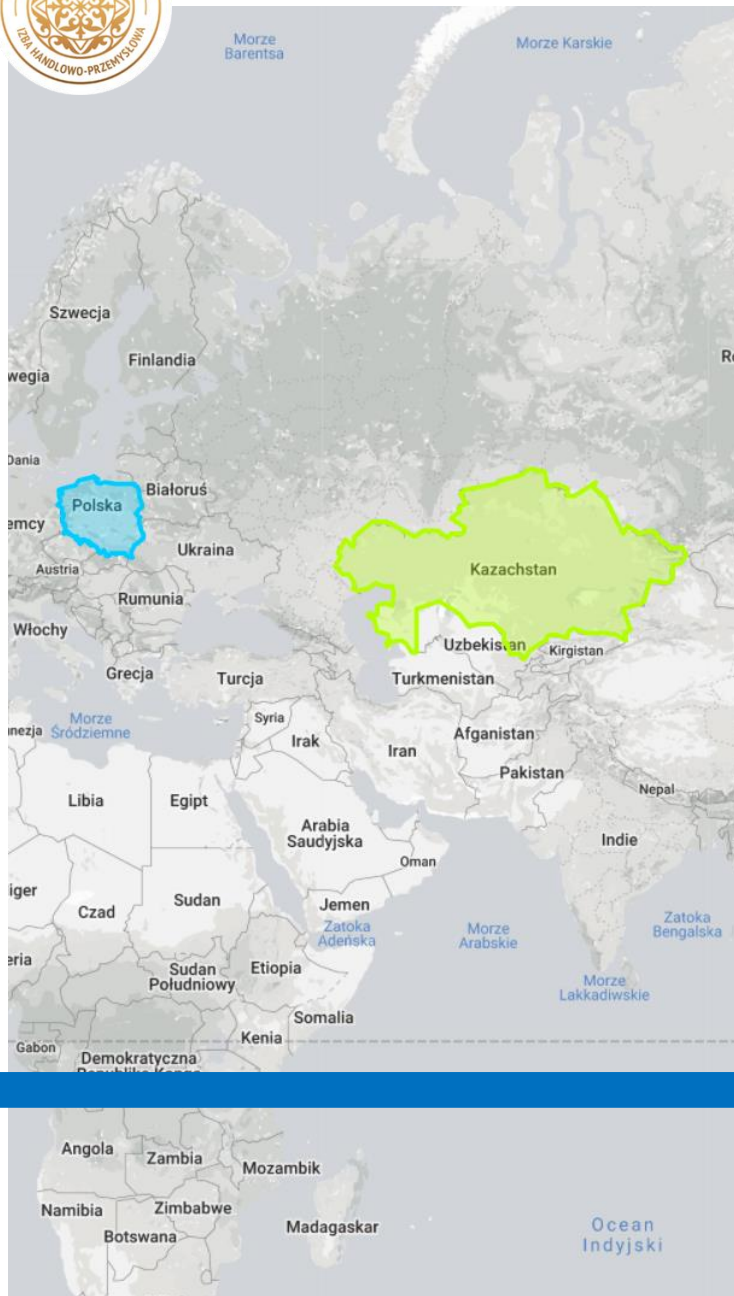 IZBA HANDLOWO-PRZEMYSŁOWA
Morze
Barentsa
Morze Karskie
Szwecja
Finlandia
wegia
Dania
Białoruś
Polska
emcy
Ukraina
Austria
Kazachstan
Rumunia
Włochy
Uzbekistan
Kirgistan
Grecja
Turcja
Turkmenistan
Morze
Śródziemne
Syria
Irak
Iran
Afganistan
Pakistan
Nepal
Libia
Egipt
Arabia
Saudyjska
Indie
Oman
iger
Czad
Sudan
Jemen
Zatoka
Adeńska
Morze
Arabskie
Zatoka
Bengalska
eria
Sudan
Południowy
Etiopia
Morze
Lakkadiwskie
Somalia
Kenia
Gabon
Demokratyczna
Angola
Zambia
Mozambik
Namibia
Zimbabwe
Botswana
Madagaskar
Ocean
Indyjski